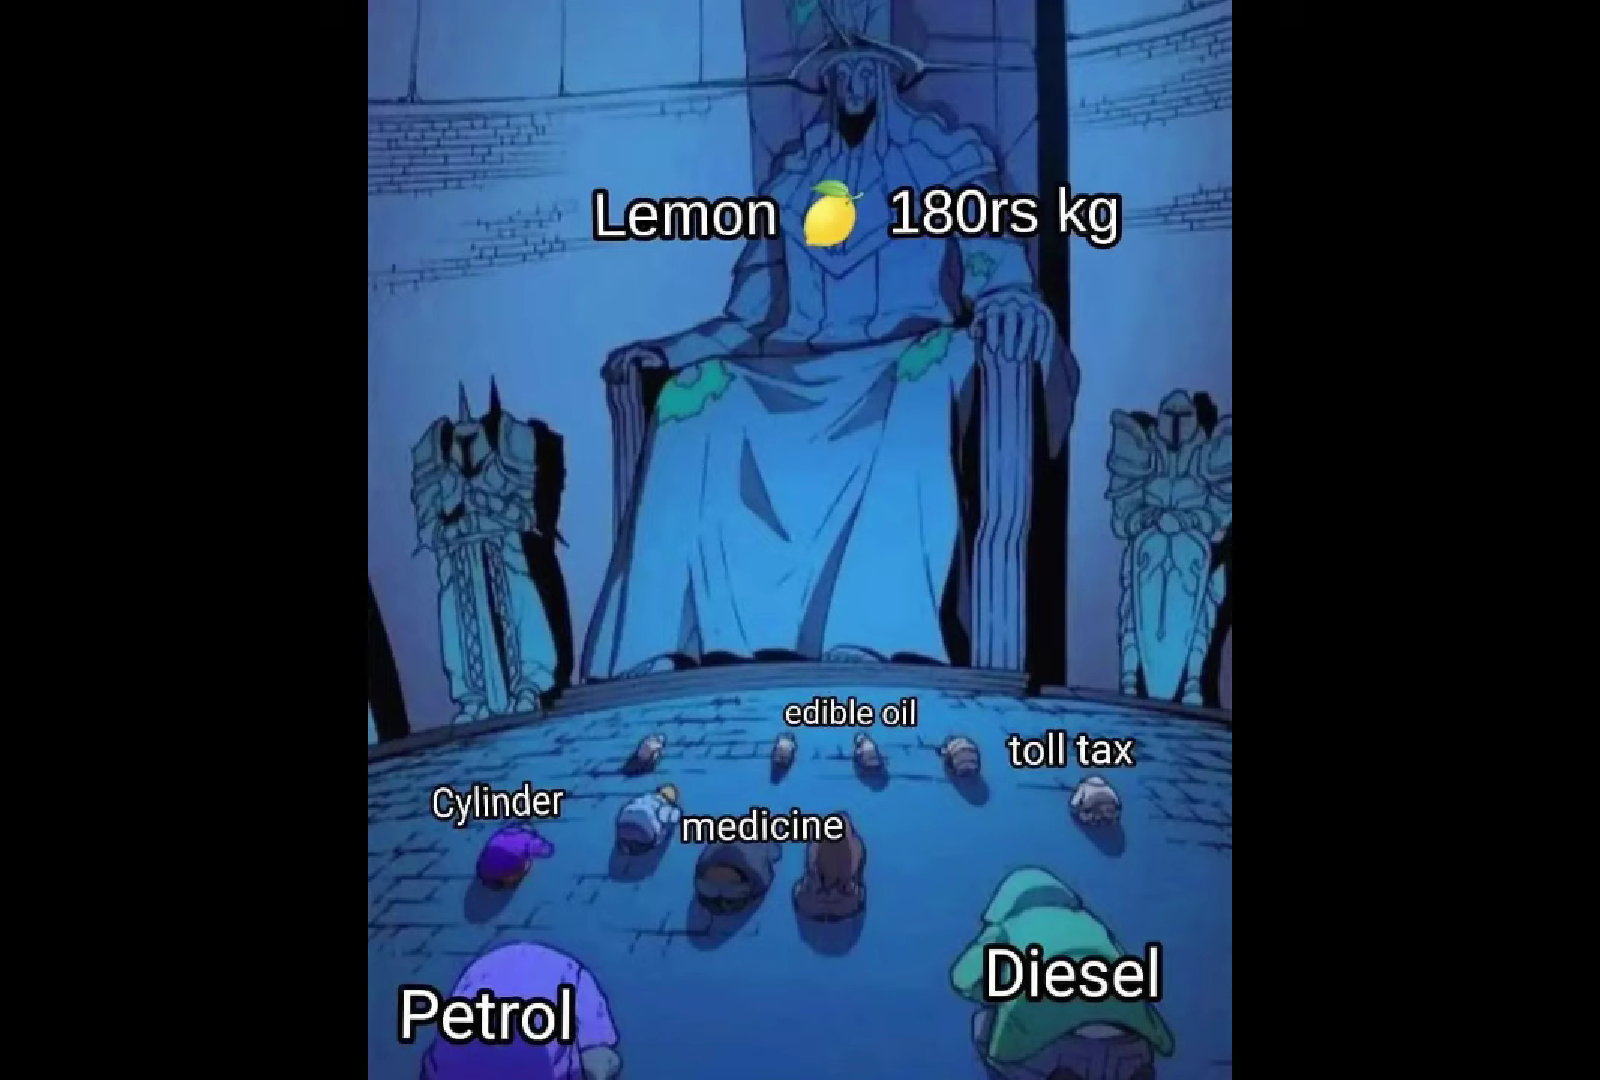 Lemon 🍋 180rs kg
edible oil
toll tax
Cylinder
medicine
Diesel
Petrol